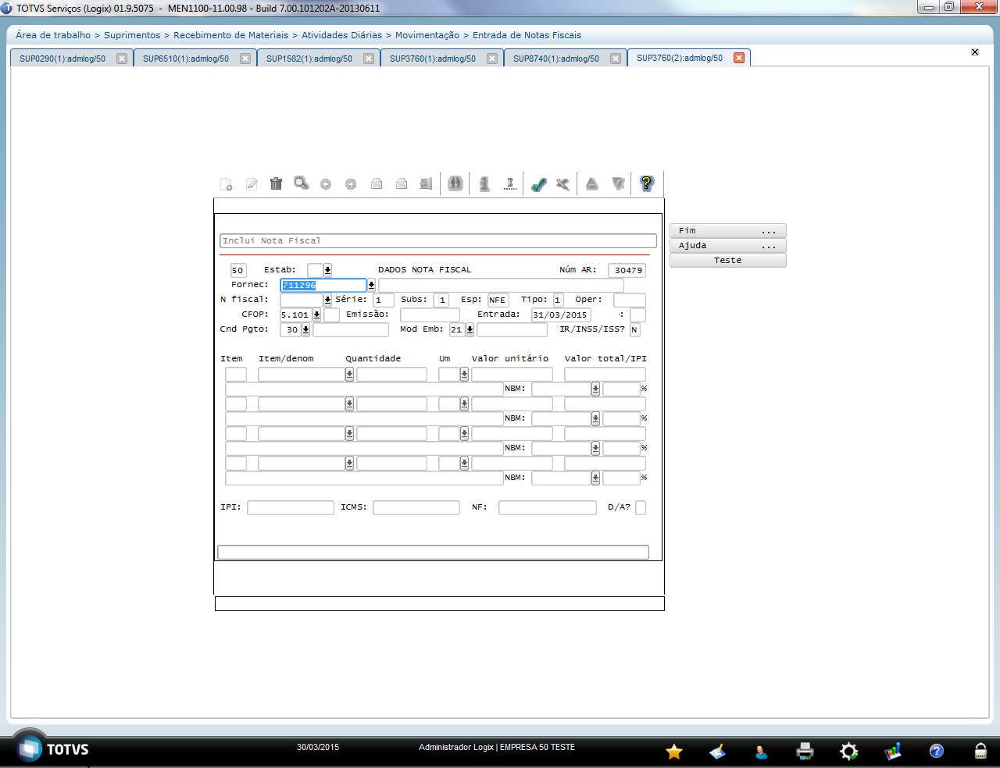 TOTVS Serviços (Logix) 01.9.5075 - MEN1100-11.00.98 - Build 7.00.101202A-20130611
Área de trabalho > Suprimentos > Recebimento de Materiais > Atividades Diárias > Movimentação > Entrada de Notas Fiscais
SUP0290(1):admlog/50 SUP6510(1):admlog/50 SUP1582(1):admlog/50 SUP3760(1):admlog/50 SUP8740(1):admlog/50 SUP3760(2):admlog/50
Inclui Nota Fiscal
Fim ...
Ajuda ...
Teste
50 Estab: DADOS NOTA FISCAL Núm AR: 30479
Fornec: 711296
N fiscal: Série: 1 Subs: 1 Esp: NFE Tipo: 1 Oper:
CFOP: 5.101 Emissão: Entrada: 31/03/2015 :
Cnd Pgto: 30 Mod Emb: 21 IR/INSS/ISS? N
Item Item/denom Quantidade Um Valor unitário Valor total/IPI
NBM: %
NBM: %
NBM: %
NBM: %
IPI: ICMS: NF: D/A?
TOTVS 30/03/2015 Administrador Logix | EMPRESA 50 TESTE